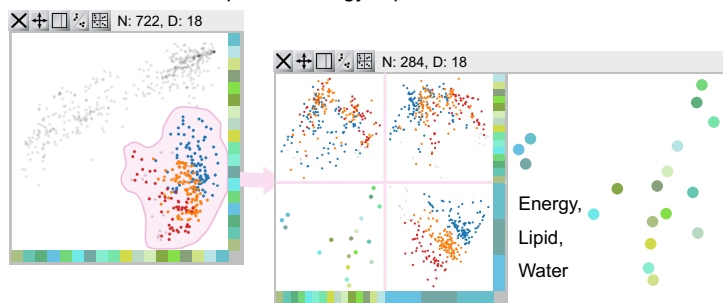 N: 722, D: 18
N: 284, D: 18
Energy,
Lipid,
Water